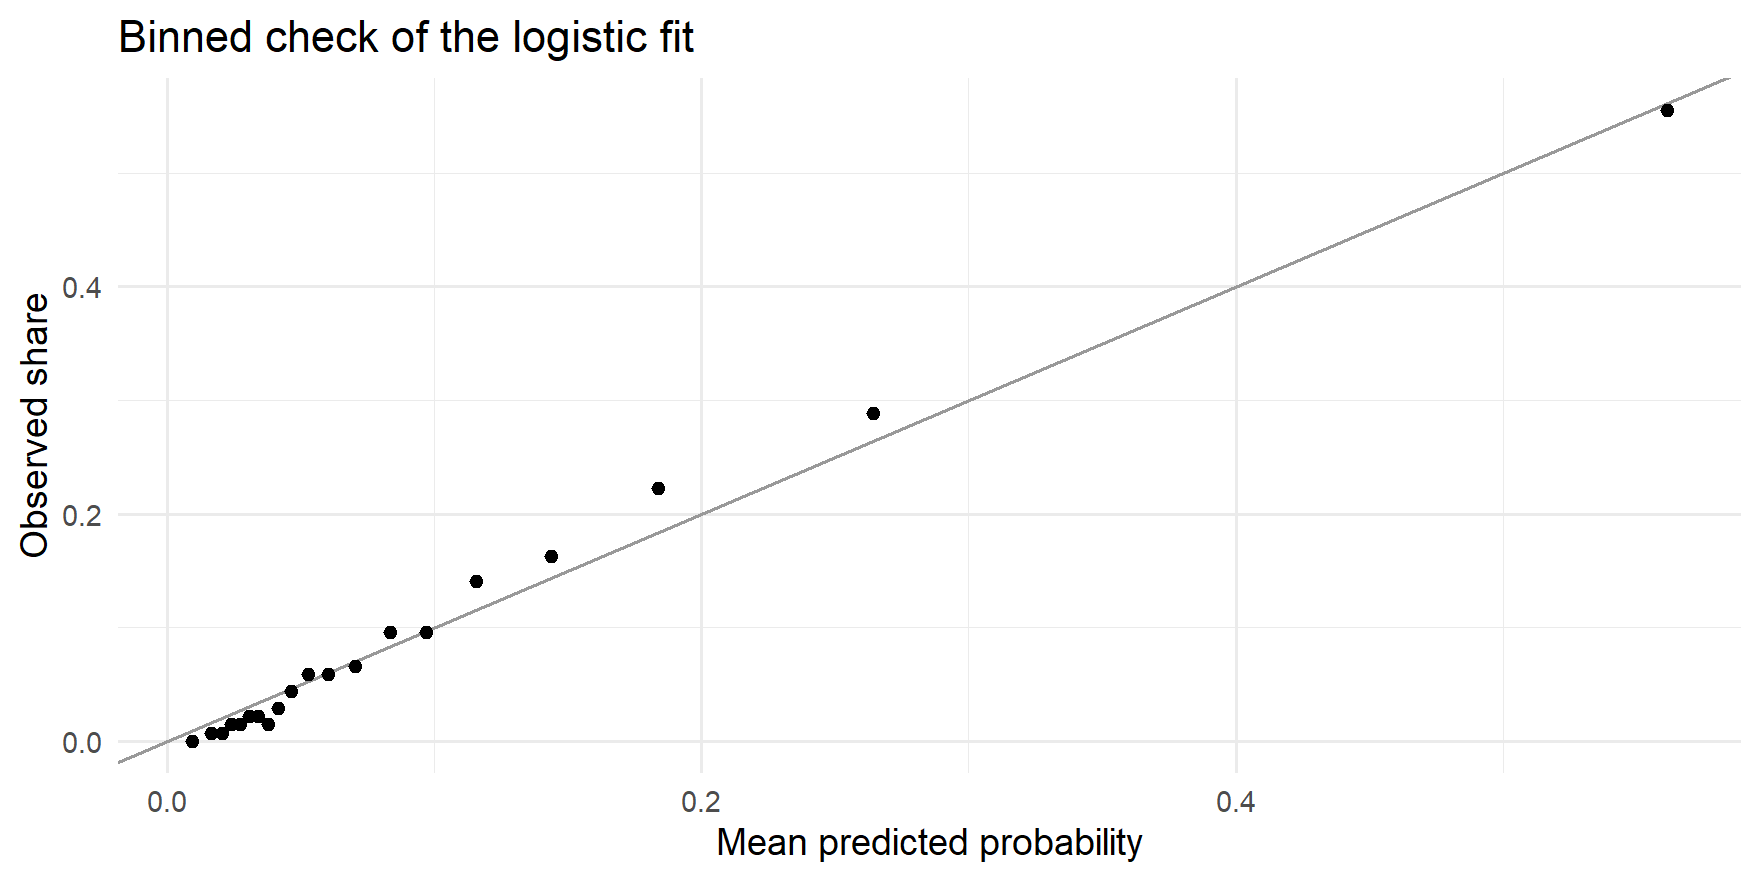 Binned check of the logistic fit
Observed share
0.4
0.2
0.0
0.0 0.2 0.4
Mean predicted probability